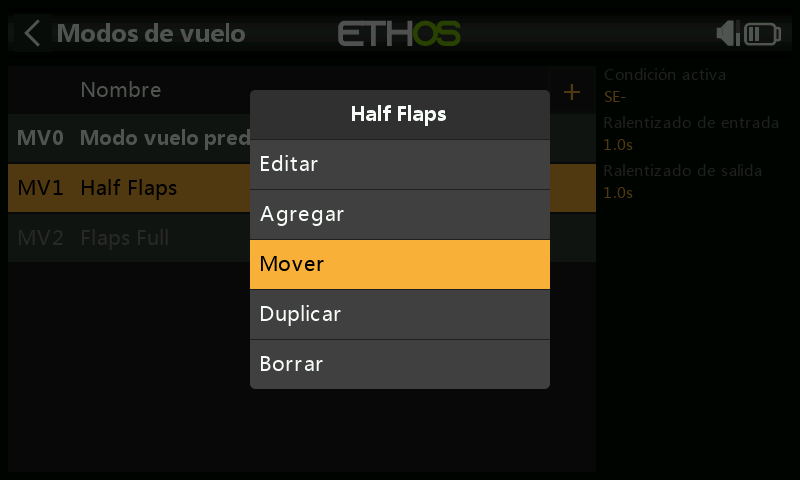 Modos de vuelo
ETHOS
Nombre
+
Condición activa
SE-
Half Flaps
MV0 Modo vuelo pred
Ralentizado de entrada
1.0s
Editar
Ralentizado de salida
1.0s
MV1 Half Flaps
Agregar
MV2 Flaps Full
Mover
Duplicar
Borrar